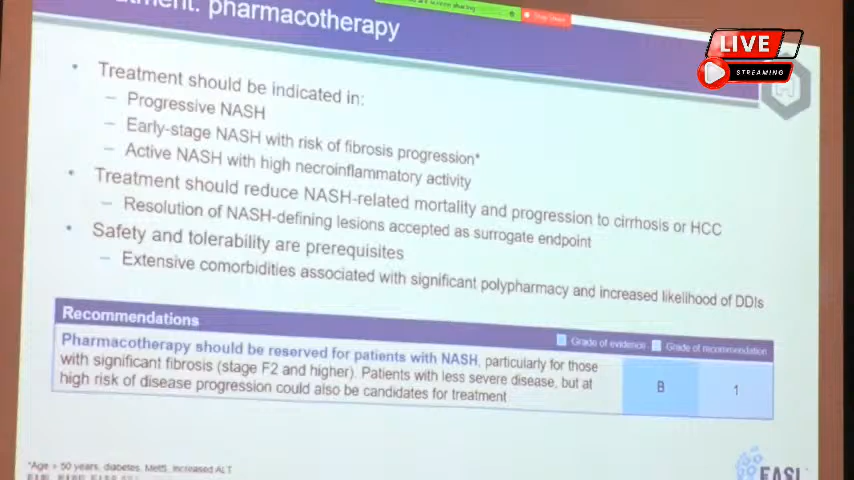 tment: pharmacotherapy
LIVE
STREAMING
• Treatment should be indicated in:
– Progressive NASH
– Early-stage NASH with risk of fibrosis progression*
– Active NASH with high necroinflammatory activity
• Treatment should reduce NASH-related mortality and progression to cirrhosis or HCC
– Resolution of NASH-defining lesions accepted as surrogate endpoint
• Safety and tolerability are prerequisites
– Extensive comorbidities associated with significant polypharmacy and increased likelihood of DDIs
Recommendations
Grade of evidence Grade of recommendation
Pharmacotherapy should be reserved for patients with NASH, particularly for those
with significant fibrosis (stage F2 and higher). Patients with less severe disease, but at
high risk of disease progression could also be candidates for treatment
B 1
*Age > 50 years, diabetes, MetS, increased ALT
EASL